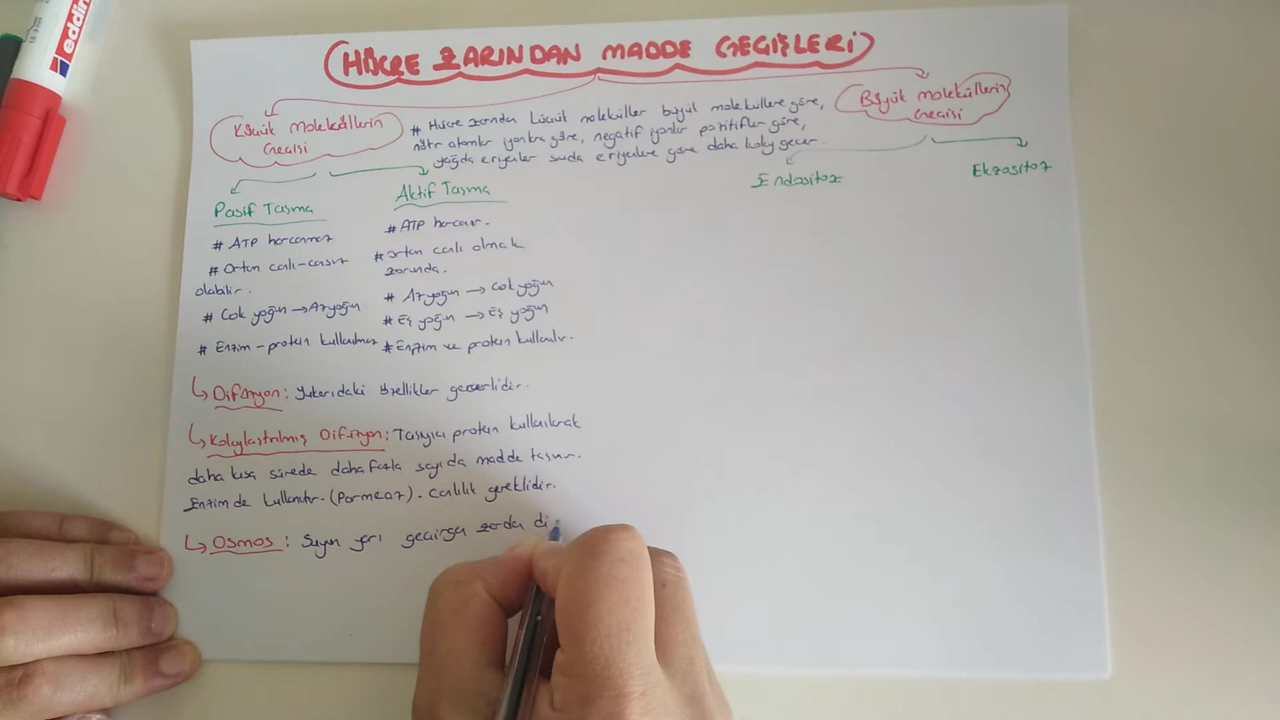 edding
HÜCRE ZARINDAN MADDE GEÇİŞLERİ
Küçük Moleküllerin
Geçişi
# Hücre zarından küçük moleküller büyük moleküllere göre,
nötr atomlar iyonlara göre, negatif iyonlar pozitiflere göre,
yağda eriyenler suda eriyenlere göre daha kolay geçer.
Büyük moleküllerin
Geçişi
Pasif Taşıma
# ATP harcanmaz
# Ortam canlı-cansız
olabilir.
# Çok yoğun → Az yoğun
# Enzim - protein kullanılmaz
Aktif Taşıma
# ATP harcanır.
# Ortam canlı olmak
zorunda.
# Az yoğun → Çok yoğun
# Eş yoğun → Eş yoğun
# Enzim ve protein kullanılır.
Endositoz
Ekzositoz
↳ Difüzyon: Yukarıdaki özellikler geçerlidir.
↳ Kolaylaştırılmış Difüzyon: Taşıyıcı protein kullanılarak
daha kısa sürede daha fazla sayıda madde taşınır.
Enzim de kullanılır. (Permeaz). Canlılık gereklidir.
↳ Osmos: Suyun yarı geçirgen zarda di